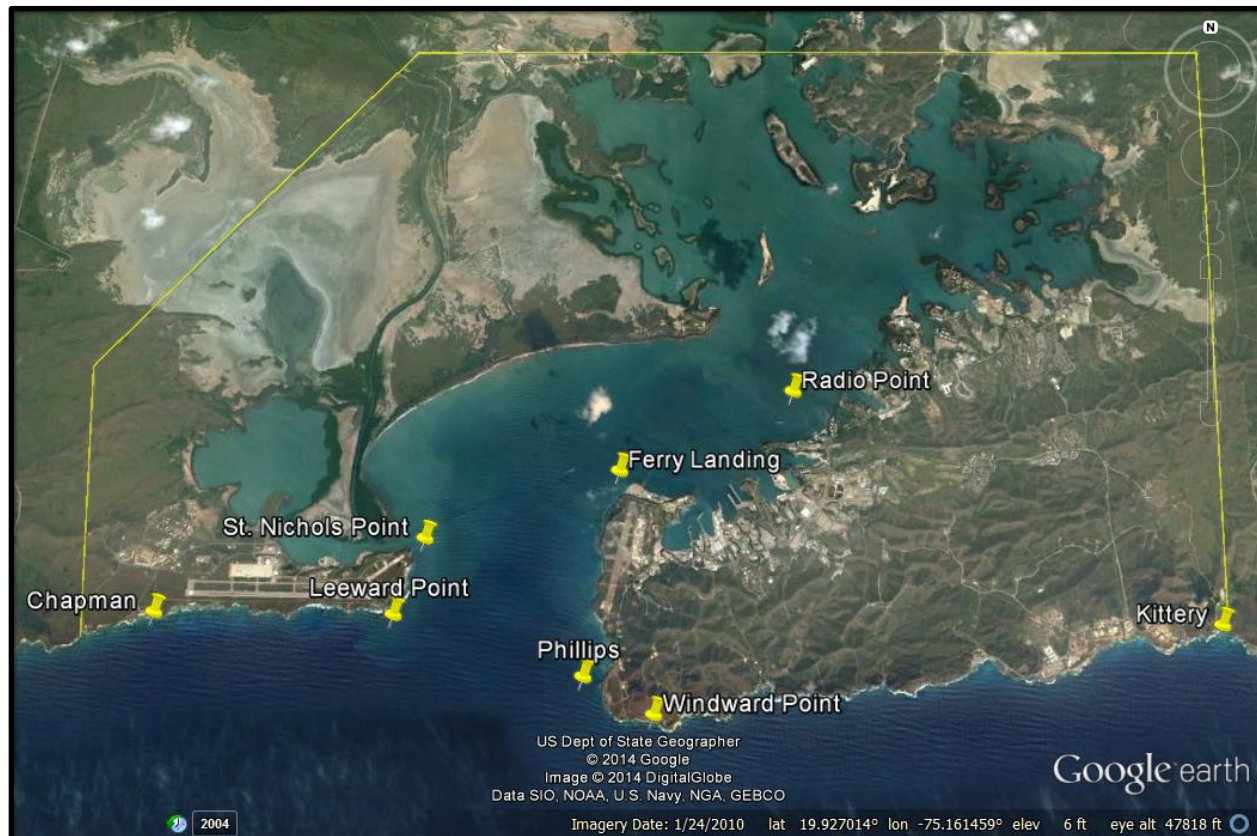 N
Radio Point
Ferry Landing
St. Nichols Point
Leeward Point
Chapman
Kittery
Phillips
Windward Point
US Dept of State Geographer
© 2014 Google
Image © 2014 DigitalGlobe
Data SIO, NOAA, U.S. Navy, NGA, GEBCO
Google earth
2004
Imagery Date: 1/24/2010 lat 19.927014° lon -75.161459° elev 6 ft eye alt 47818 ft